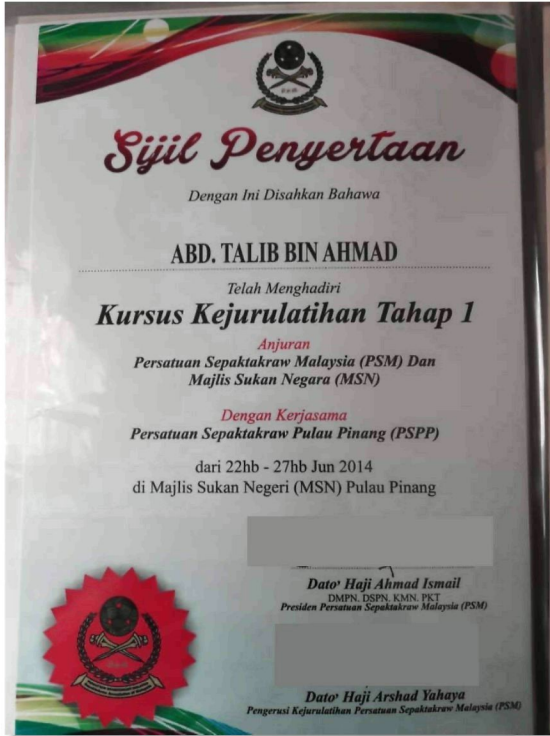 Sijil Penyertaan
Dengan Ini Disahkan Bahawa
ABD. TALIB BIN AHMAD
Telah Menghadiri
Kursus Kejurulatihan Tahap 1
Anjuran
Persatuan Sepaktakraw Malaysia (PSM) Dan
Majlis Sukan Negara (MSN)
Dengan Kerjasama
Persatuan Sepaktakraw Pulau Pinang (PSPP)
dari 22hb - 27hb Jun 2014
di Majlis Sukan Negeri (MSN) Pulau Pinang
Dato' Haji Ahmad Ismail
DMPN. DSPN. KMN. PKT
Presiden Persatuan Sepaktakraw Malaysia (PSM)
Dato' Haji Arshad Yahaya
Pengerusi Kejurulatihan Persatuan Sepaktakraw Malaysia (PSM)